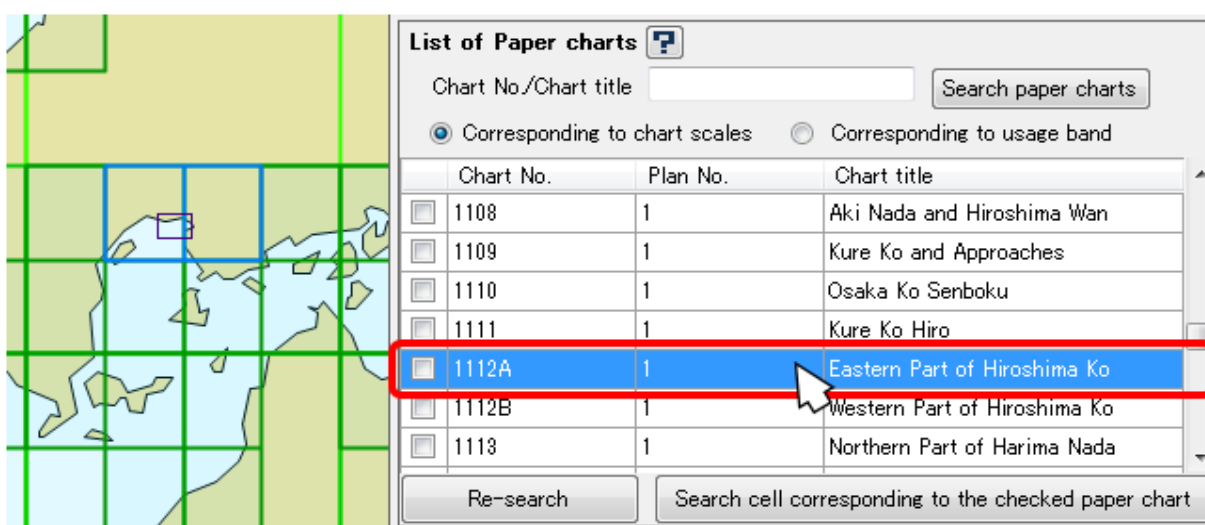 List of Paper charts ?
Chart No./Chart title Search paper charts
Corresponding to chart scales Corresponding to usage band
Chart No. Plan No. Chart title
1108 1 Aki Nada and Hiroshima Wan
1109 1 Kure Ko and Approaches
1110 1 Osaka Ko Senboku
1111 1 Kure Ko Hiro
1112A 1 Eastern Part of Hiroshima Ko
1112B 1 Western Part of Hiroshima Ko
1113 1 Northern Part of Harima Nada
Re-search Search cell corresponding to the checked paper chart